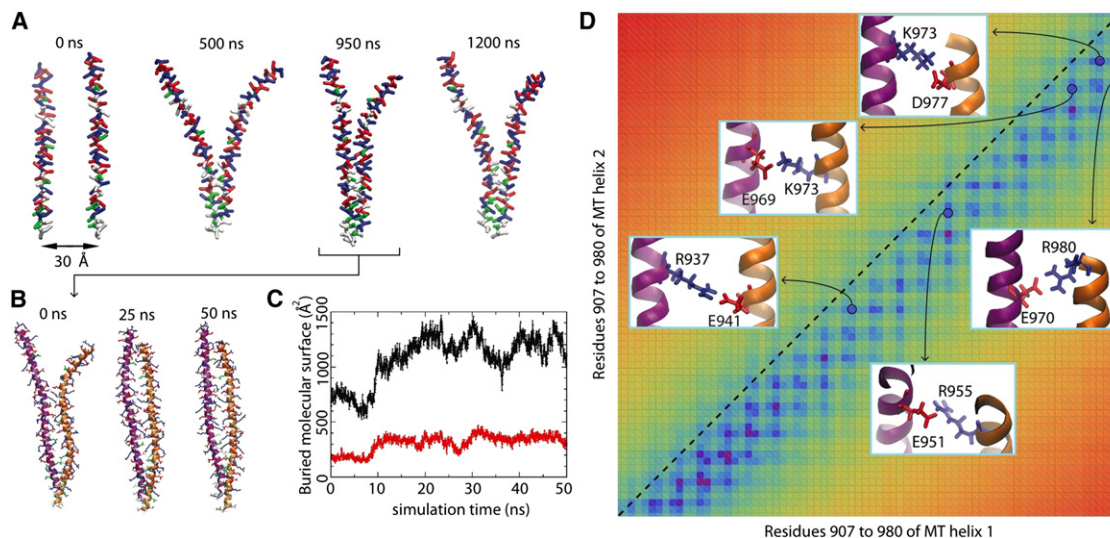 A
0 ns
500 ns
950 ns
1200 ns
30 Å
B
0 ns
25 ns
50 ns
C
Buried molecular surface (Å²)
1500
1000
500
0
0 10 20 30 40 50
simulation time (ns)
D
K973
D977
E969
K973
R937
E941
R980
E970
R955
E951
Residues 907 to 980 of MT helix 2
Residues 907 to 980 of MT helix 1